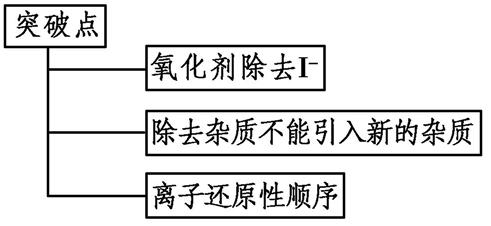 突破点
氧化剂除去I⁻
除去杂质不能引入新的杂质
离子还原性顺序